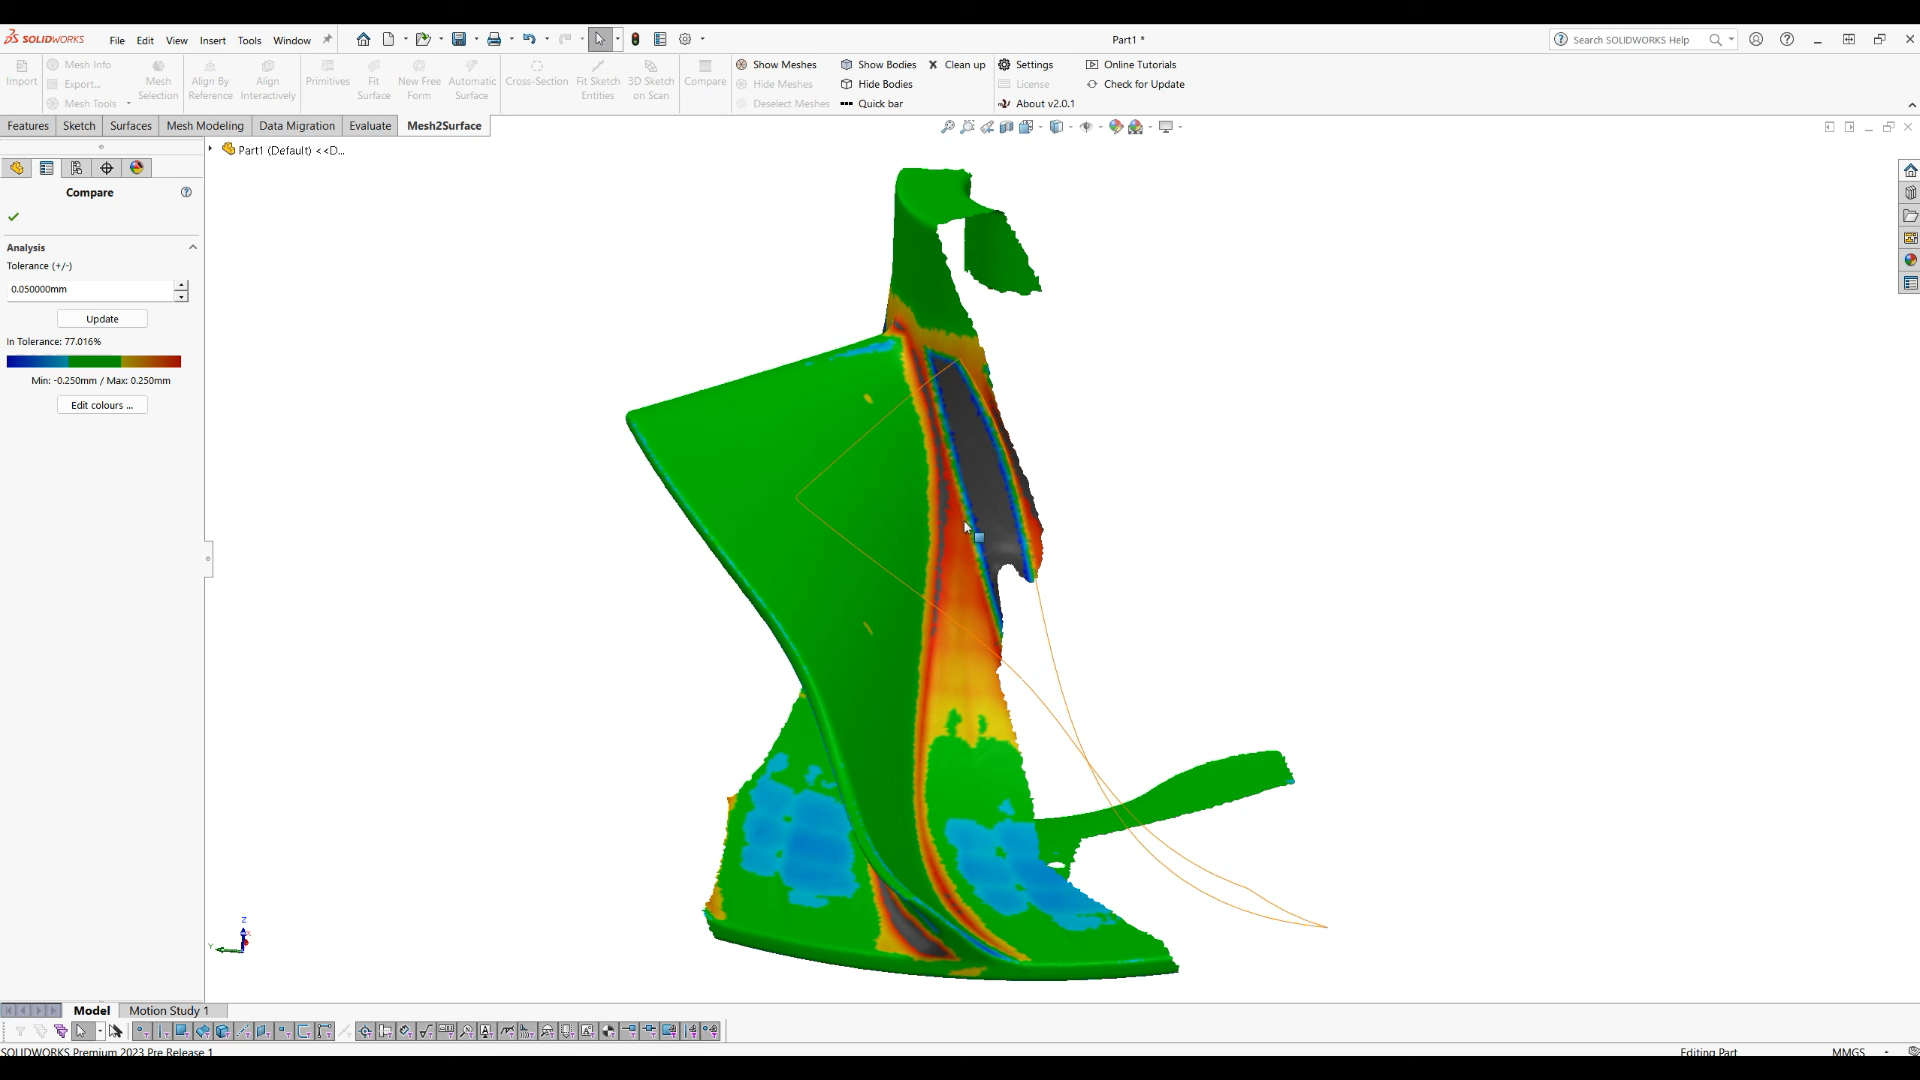 SOLIDWORKS File Edit View Insert Tools Window Part1 * Search SOLIDWORKS Help
Import Mesh Info Export... Mesh Tools Mesh Selection Align By Reference Align Interactively Primitives Fit Surface New Free Form Automatic Surface Cross-Section Fit Sketch Entities 3D Sketch on Scan Compare
Show Meshes Show Bodies Clean up Settings Online Tutorials
Hide Meshes Hide Bodies License Check for Update
Deselect Meshes Quick bar About v2.0.1
Features Sketch Surfaces Mesh Modeling Data Migration Evaluate Mesh2Surface
Part1 (Default) <<D...
Compare
Analysis
Tolerance (+/-)
0.050000mm
Update
In Tolerance: 77.016%
Min: -0.250mm / Max: 0.250mm
Edit colours ...
Z
Y
Model Motion Study 1
SOLIDWORKS Premium 2023 Pre Release 1 Editing Part MMGS